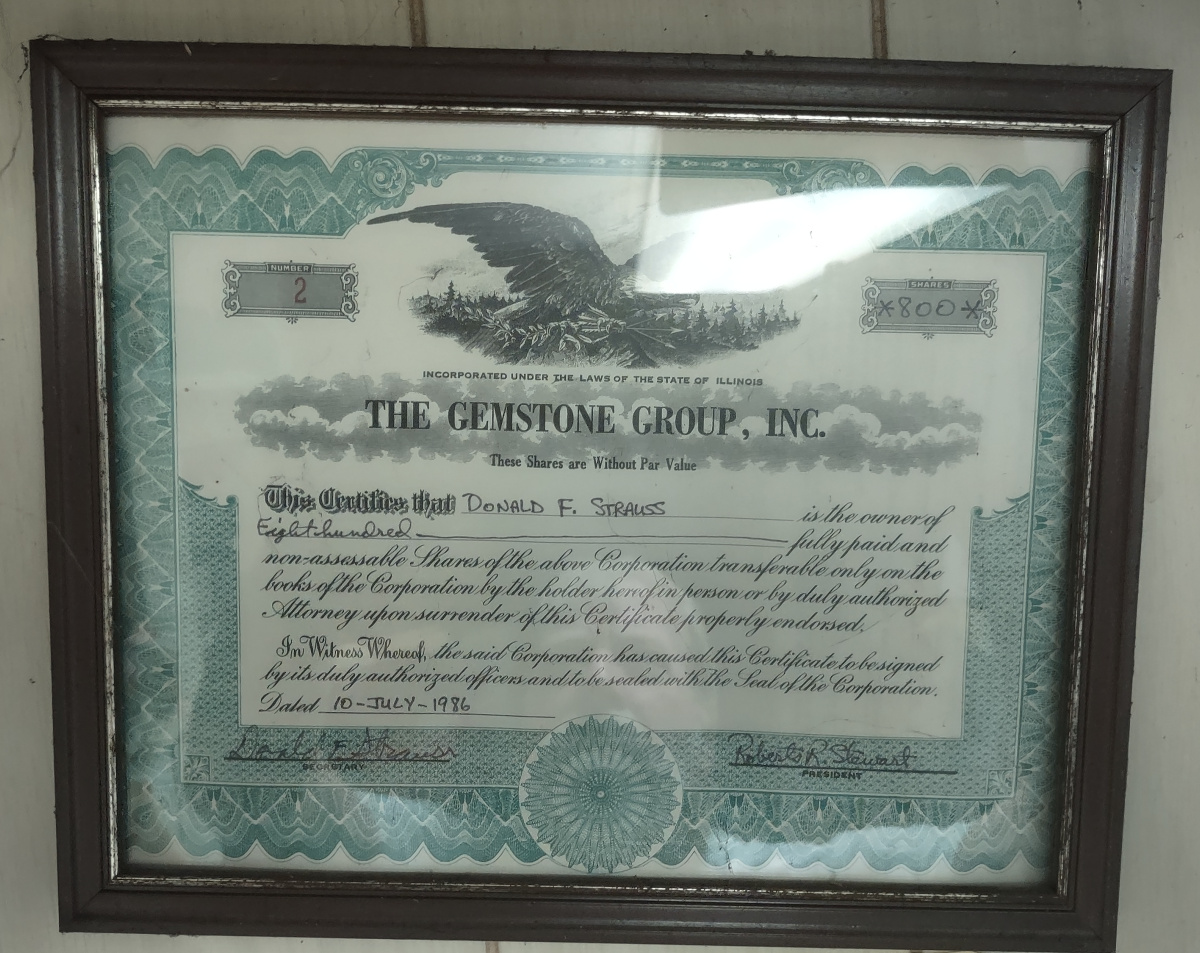 NUMBER
2
SHARES
*800*
INCORPORATED UNDER THE LAWS OF THE STATE OF ILLINOIS
THE GEMSTONE GROUP, INC.
These Shares are Without Par Value
This Certifies that DONALD F. STRAUSS is the owner of
Eight hundred fully paid and
non-assessable Shares of the above Corporation transferable only on the
books of the Corporation by the holder hereof in person or by duly authorized
Attorney upon surrender of this Certificate properly endorsed.
In Witness Whereof, the said Corporation has caused this Certificate to be signed
by its duly authorized officers and to be sealed with the Seal of the Corporation.
Dated 10-JULY-1986
Donald F. Strauss
SECRETARY
Roberto R. Stewart
PRESIDENT